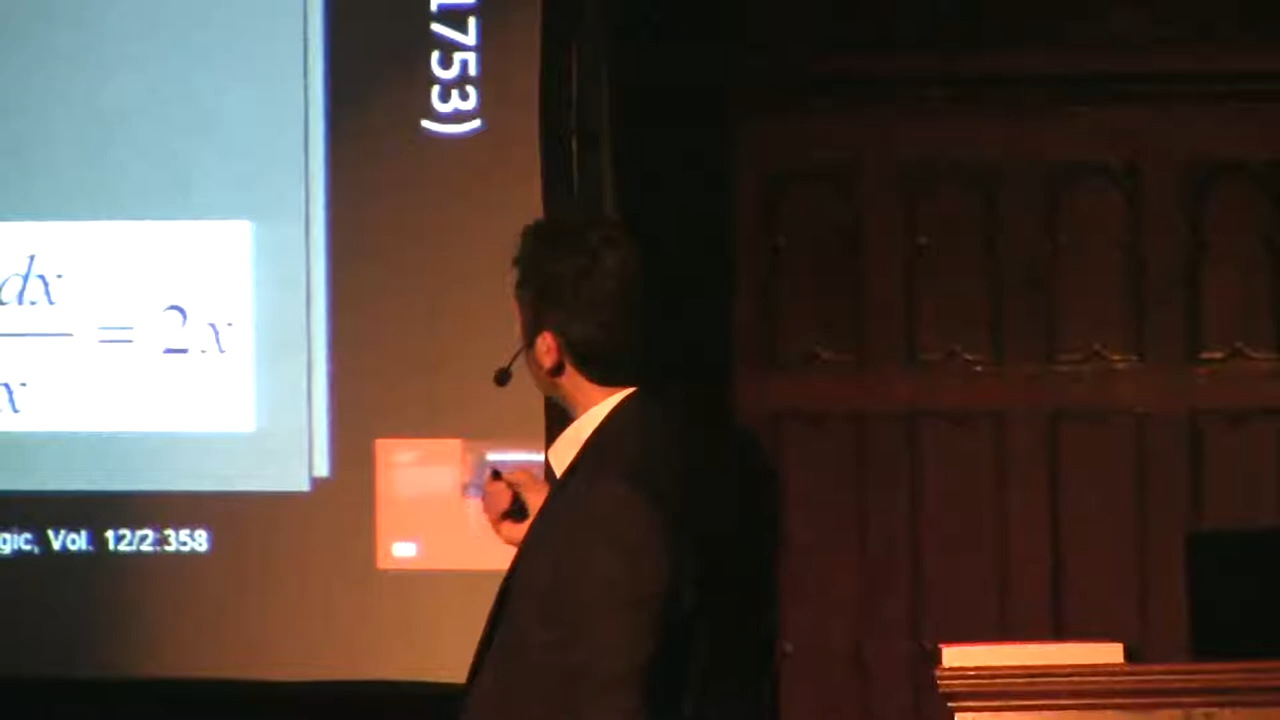 1753)
dx
= 2x
x
gic, Vol. 12/2:358